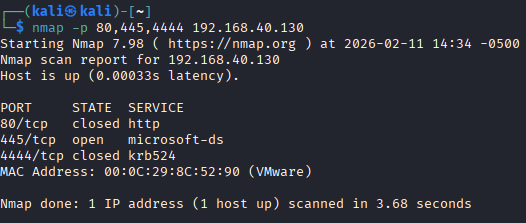 ┌──(kali㉿kali)-[~]
└─$ nmap -p 80,445,4444 192.168.40.130
Starting Nmap 7.98 ( https://nmap.org ) at 2026-02-11 14:34 -0500
Nmap scan report for 192.168.40.130
Host is up (0.00033s latency).

PORT     STATE  SERVICE
80/tcp   closed http
445/tcp  open   microsoft-ds
4444/tcp closed krb524
MAC Address: 00:0C:29:8C:52:90 (VMware)

Nmap done: 1 IP address (1 host up) scanned in 3.68 seconds